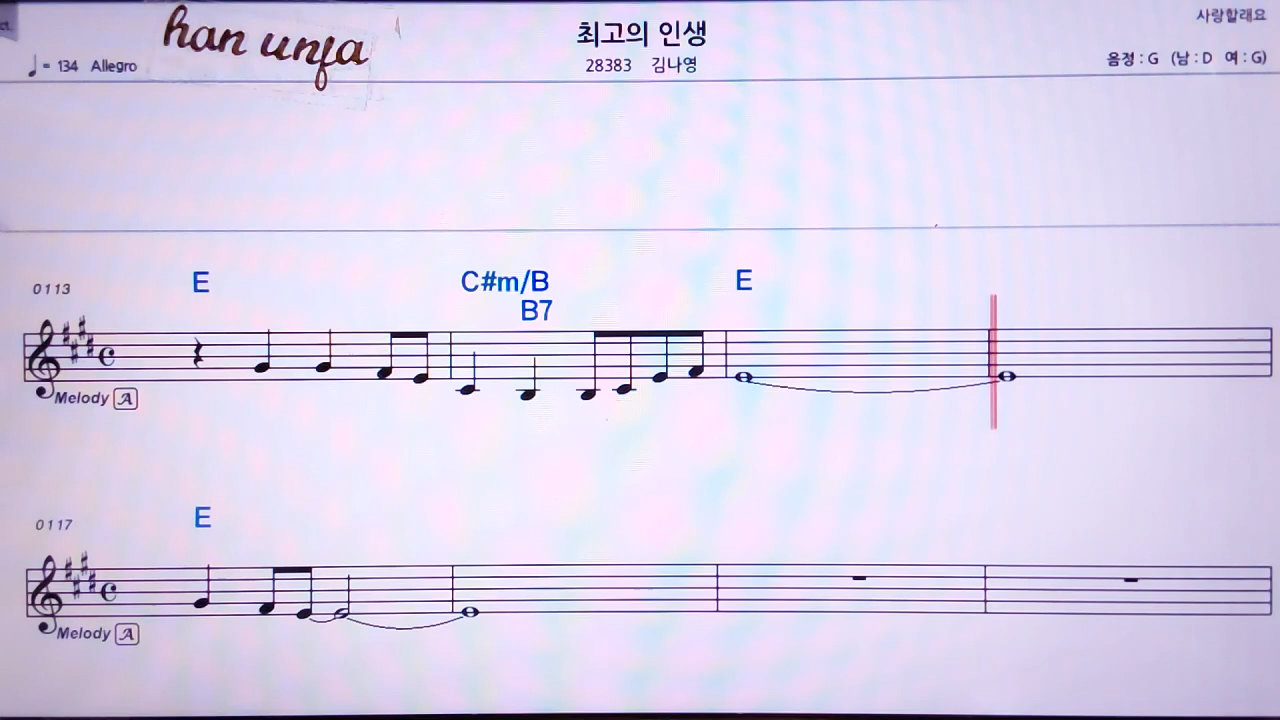 han unfa
최고의 인생
사랑할래요
♩= 134 Allegro
28383 김나영
음정 : G (남 : D 여 : G)
0113
E
C#m/B
E
B7
Melody A
0117
E
Melody A